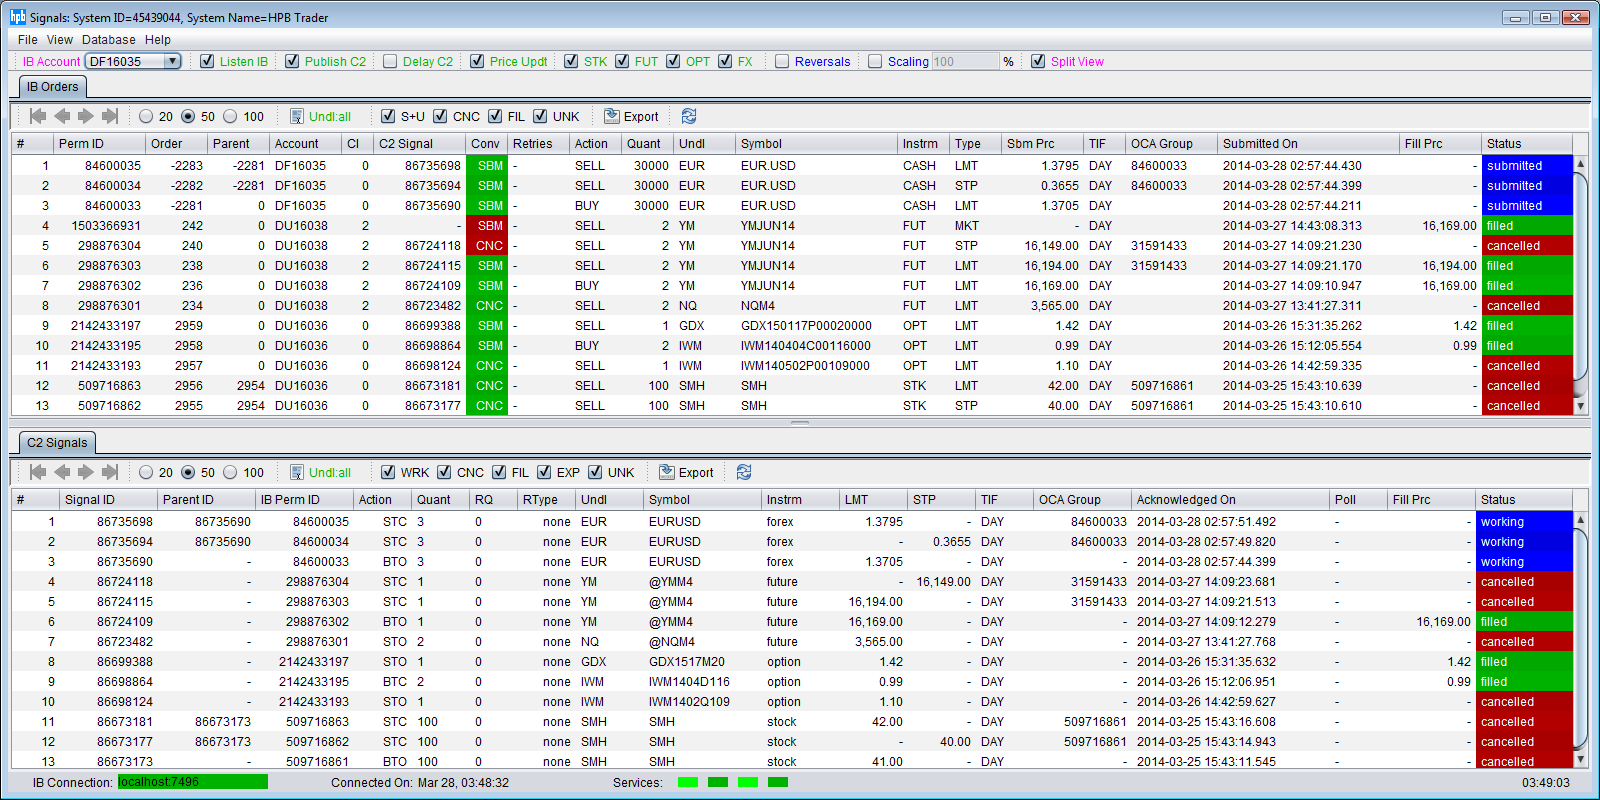 hpb Signals: System ID=45439044, System Name=HPB Trader
File View Database Help
IB Account DF16035 Listen IB Publish C2 Delay C2 Price Updt STK FUT OPT FX Reversals Scaling 100 % Split View
IB Orders
20 50 100 Undl:all S+U CNC FIL UNK Export
# Perm ID Order Parent Account CI C2 Signal Conv Retries Action Quant Undl Symbol Instrm Type Sbm Prc TIF OCA Group Submitted On Fill Prc Status
1 84600035 -2283 -2281 DF16035 0 86735698 SBM - SELL 30000 EUR EUR.USD CASH LMT 1.3795 DAY 84600033 2014-03-28 02:57:44.430 - submitted
2 84600034 -2282 -2281 DF16035 0 86735694 SBM - SELL 30000 EUR EUR.USD CASH STP 0.3655 DAY 84600033 2014-03-28 02:57:44.399 - submitted
3 84600033 -2281 0 DF16035 0 86735690 SBM - BUY 30000 EUR EUR.USD CASH LMT 1.3705 DAY 2014-03-28 02:57:44.211 - submitted
4 1503366931 242 0 DU16038 2 - SBM - SELL 2 YM YMJUN14 FUT MKT - DAY 2014-03-27 14:43:08.313 16,169.00 filled
5 298876304 240 0 DU16038 2 86724118 CNC - SELL 2 YM YMJUN14 FUT STP 16,149.00 DAY 31591433 2014-03-27 14:09:21.230 - cancelled
6 298876303 238 0 DU16038 2 86724115 SBM - SELL 2 YM YMJUN14 FUT LMT 16,194.00 DAY 31591433 2014-03-27 14:09:21.170 16,194.00 filled
7 298876302 236 0 DU16038 2 86724109 SBM - BUY 2 YM YMJUN14 FUT LMT 16,169.00 DAY 2014-03-27 14:09:10.947 16,169.00 filled
8 298876301 234 0 DU16038 2 86723482 CNC - SELL 2 NQ NQM4 FUT LMT 3,565.00 DAY 2014-03-27 13:41:27.311 - cancelled
9 2142433197 2959 0 DU16036 0 86699388 SBM - SELL 1 GDX GDX150117P00020000 OPT LMT 1.42 DAY 2014-03-26 15:31:35.262 1.42 filled
10 2142433195 2958 0 DU16036 0 86698864 SBM - BUY 2 IWM IWM140404C00116000 OPT LMT 0.99 DAY 2014-03-26 15:12:05.554 0.99 filled
11 2142433193 2957 0 DU16036 0 86698124 CNC - SELL 1 IWM IWM140502P00109000 OPT LMT 1.10 DAY 2014-03-26 14:42:59.335 - cancelled
12 509716863 2956 2954 DU16036 0 86673181 CNC - SELL 100 SMH SMH STK LMT 42.00 DAY 509716861 2014-03-25 15:43:10.639 - cancelled
13 509716862 2955 2954 DU16036 0 86673177 CNC - SELL 100 SMH SMH STK STP 40.00 DAY 509716861 2014-03-25 15:43:10.610 - cancelled
C2 Signals
20 50 100 Undl:all WRK CNC FIL EXP UNK Export
# Signal ID Parent ID IB Perm ID Action Quant RQ RType Undl Symbol Instrm LMT STP TIF OCA Group Acknowledged On Poll Fill Prc Status
1 86735698 86735690 84600035 STC 3 0 none EUR EURUSD forex 1.3795 - DAY 84600033 2014-03-28 02:57:51.492 - - working
2 86735694 86735690 84600034 STC 3 0 none EUR EURUSD forex - 0.3655 DAY 84600033 2014-03-28 02:57:49.820 - - working
3 86735690 - 84600033 BTO 3 0 none EUR EURUSD forex 1.3705 - DAY - 2014-03-28 02:57:44.399 - - working
4 86724118 - 298876304 STC 1 0 none YM @YMM4 future - 16,149.00 DAY 31591433 2014-03-27 14:09:23.681 - - cancelled
5 86724115 - 298876303 STC 1 0 none YM @YMM4 future 16,194.00 - DAY 31591433 2014-03-27 14:09:21.513 - - cancelled
6 86724109 - 298876302 BTO 1 0 none YM @YMM4 future 16,169.00 - DAY - 2014-03-27 14:09:12.279 - 16,169.00 filled
7 86723482 - 298876301 STO 2 0 none NQ @NQM4 future 3,565.00 - DAY - 2014-03-27 13:41:27.768 - - cancelled
8 86699388 - 2142433197 STO 1 0 none GDX GDX1517M20 option 1.42 - DAY - 2014-03-26 15:31:35.632 - 1.42 filled
9 86698864 - 2142433195 BTC 2 0 none IWM IWM1404D116 option 0.99 - DAY - 2014-03-26 15:12:06.951 - 0.99 filled
10 86698124 - 2142433193 STO 1 0 none IWM IWM1402Q109 option 1.10 - DAY - 2014-03-26 14:42:59.627 - - cancelled
11 86673181 86673173 509716863 STC 100 0 none SMH SMH stock 42.00 - DAY 509716861 2014-03-25 15:43:16.608 - - cancelled
12 86673177 86673173 509716862 STC 100 0 none SMH SMH stock - 40.00 DAY 509716861 2014-03-25 15:43:14.943 - - cancelled
13 86673173 - 509716861 BTO 100 0 none SMH SMH stock 41.00 - DAY - 2014-03-25 15:43:11.545 - - cancelled
IB Connection: localhost:7496 Connected On: Mar 28, 03:48:32 Services: 03:49:03